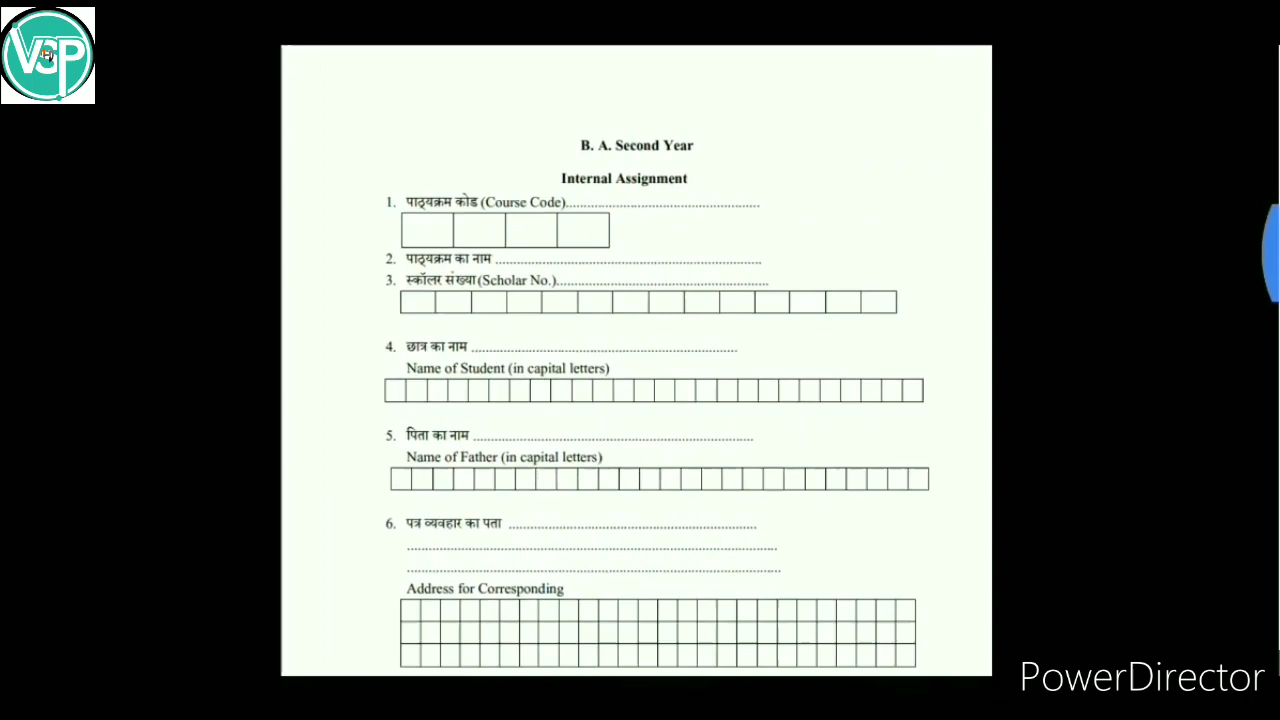 VSP
B. A. Second Year
Internal Assignment
1. पाठ्यक्रम कोड (Course Code)..................................................
2. पाठ्यक्रम का नाम ....................................................................
3. स्कॉलर संख्या (Scholar No.)......................................................
4. छात्र का नाम ....................................................................
Name of Student (in capital letters)
5. पिता का नाम ........................................................................
Name of Father (in capital letters)
6. पत्र व्यवहार का पता ................................................................
................................................................................................
................................................................................................
Address for Corresponding
PowerDirector